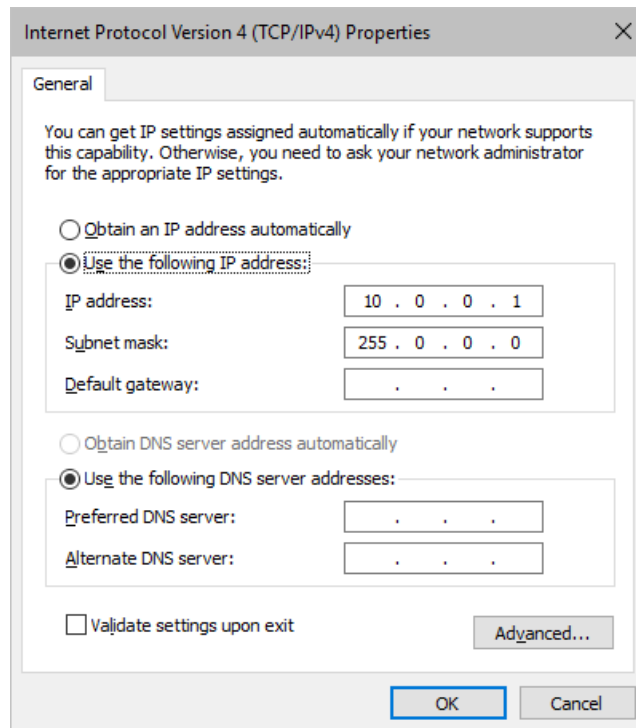 Internet Protocol Version 4 (TCP/IPv4) Properties
General
You can get IP settings assigned automatically if your network supports
this capability. Otherwise, you need to ask your network administrator
for the appropriate IP settings.
Obtain an IP address automatically
Use the following IP address:
IP address: 10 . 0 . 0 . 1
Subnet mask: 255 . 0 . 0 . 0
Default gateway: . . .
Obtain DNS server address automatically
Use the following DNS server addresses:
Preferred DNS server: . . .
Alternate DNS server: . . .
Validate settings upon exit
Advanced...
OK Cancel